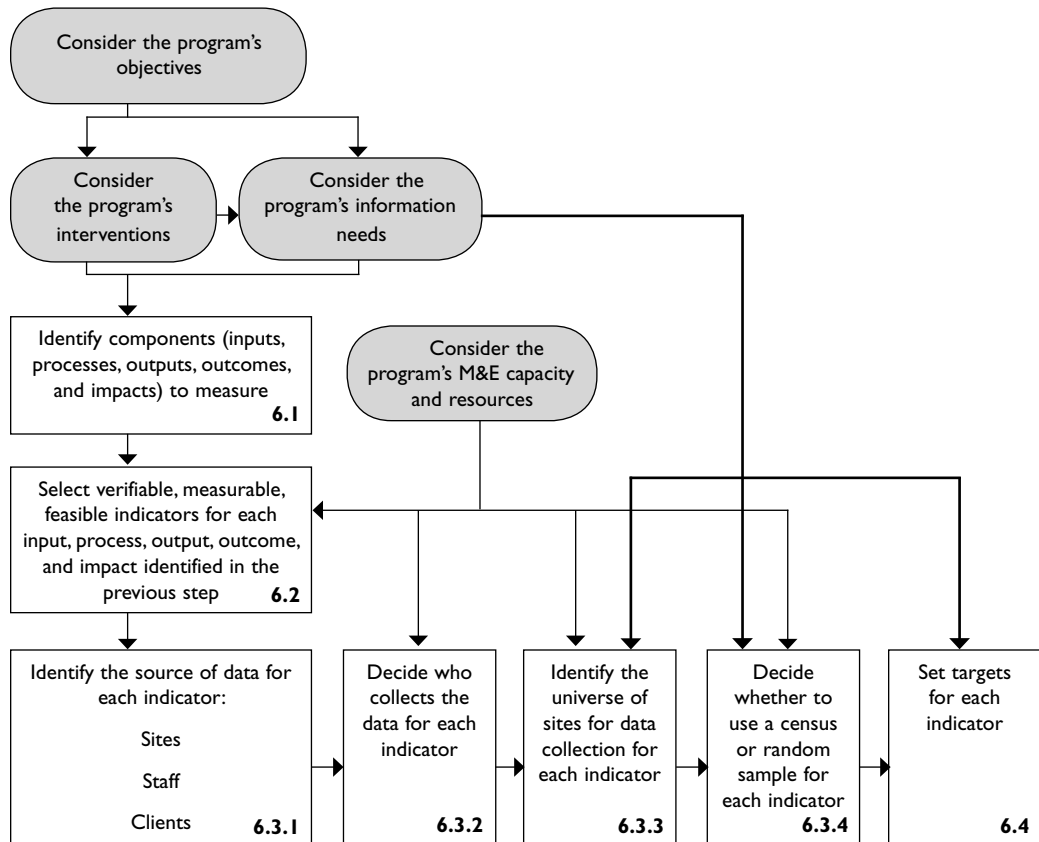 Consider the program's
objectives
Consider
the program's
interventions
Consider the
program's information
needs
Identify components (inputs,
processes, outputs, outcomes,
and impacts) to measure
6.1
Consider the
program's M&E capacity
and resources
Select verifiable, measurable,
feasible indicators for each
input, process, output, outcome,
and impact identified in the
previous step
6.2
Identify the source of data for
each indicator:
Sites
Staff
Clients
6.3.1
Decide who
collects the
data for each
indicator
6.3.2
Identify the
universe of
sites for data
collection for
each indicator
6.3.3
Decide
whether to
use a census
or random
sample for
each indicator
6.3.4
Set targets
for each
indicator
6.4